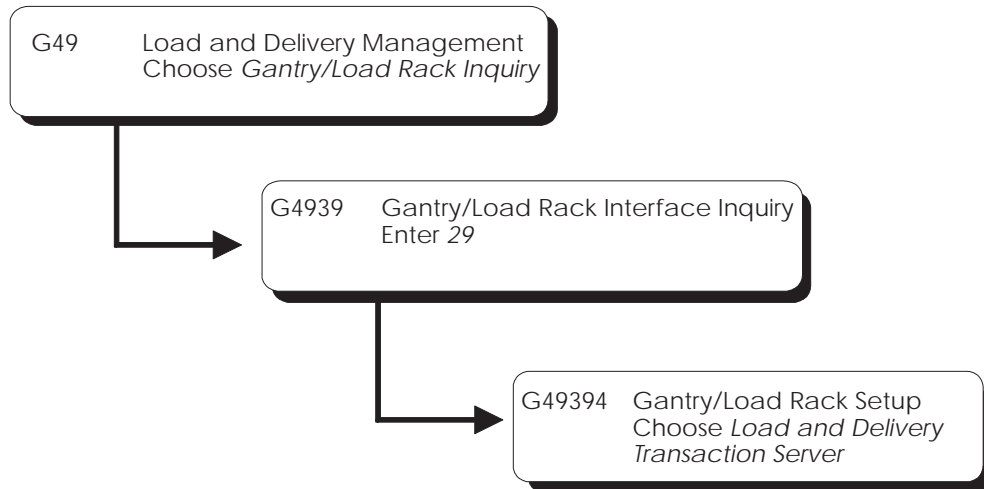 G49 Load and Delivery Management
Choose Gantry/Load Rack Inquiry
G4939 Gantry/Load Rack Interface Inquiry
Enter 29
G49394 Gantry/Load Rack Setup
Choose Load and Delivery
Transaction Server